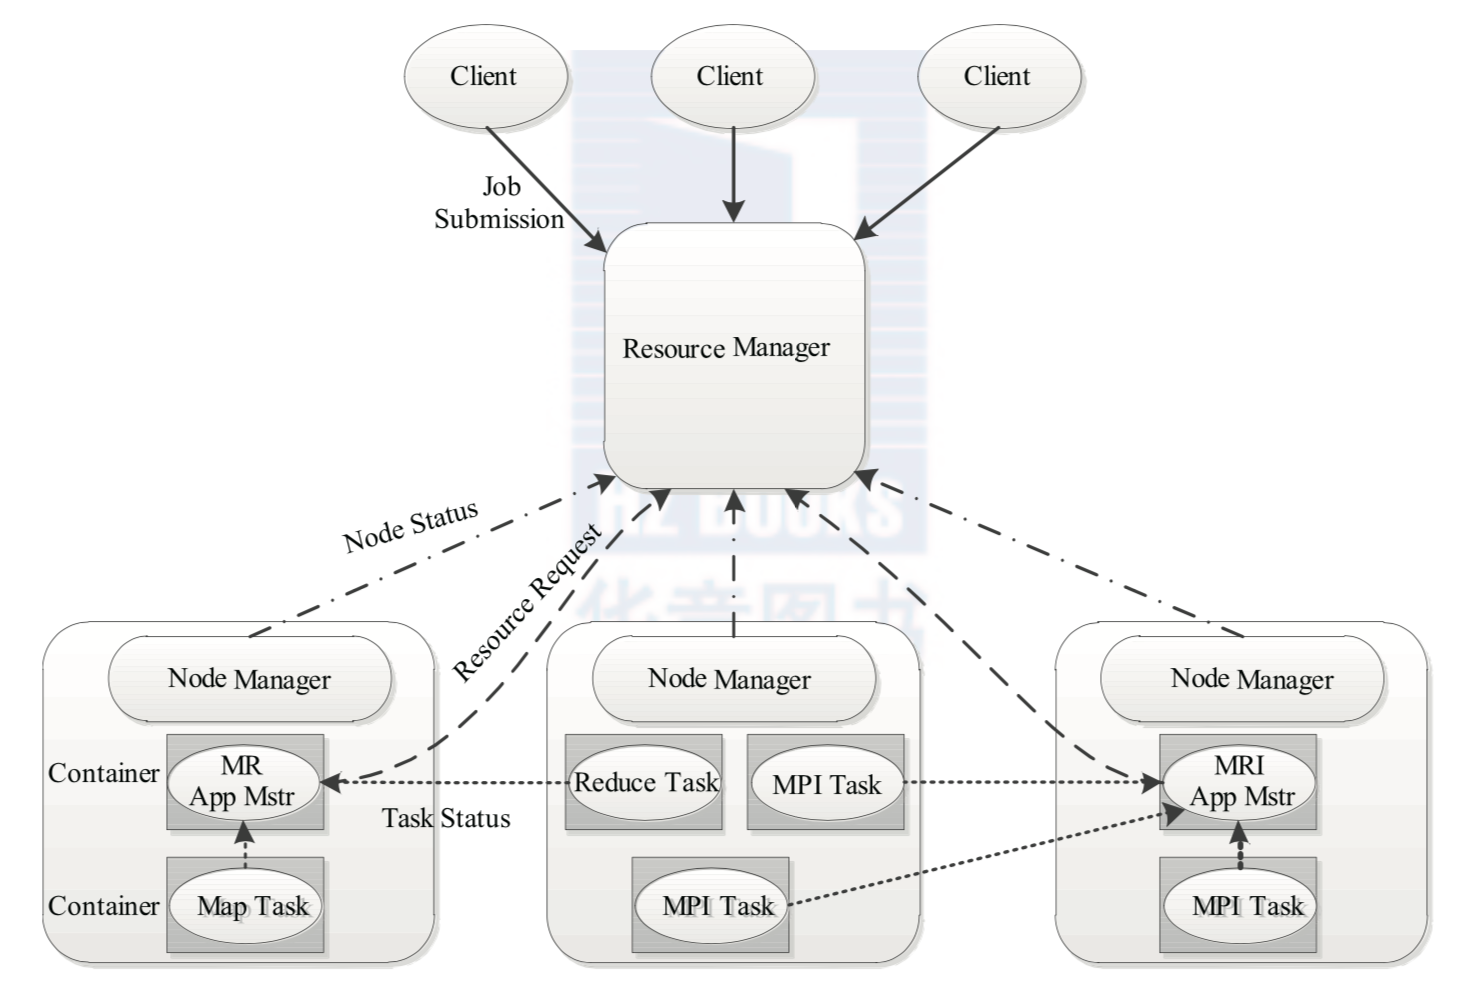 Client
Client
Client
Job
Submission
Resource Manager
HZ BOOKS
华章图书
Node Status
Resource Request
Node Manager
Node Manager
Node Manager
Container
MR
App Mstr
Reduce Task
MPI Task
MRI
App Mstr
Task Status
Container
Map Task
MPI Task
MPI Task